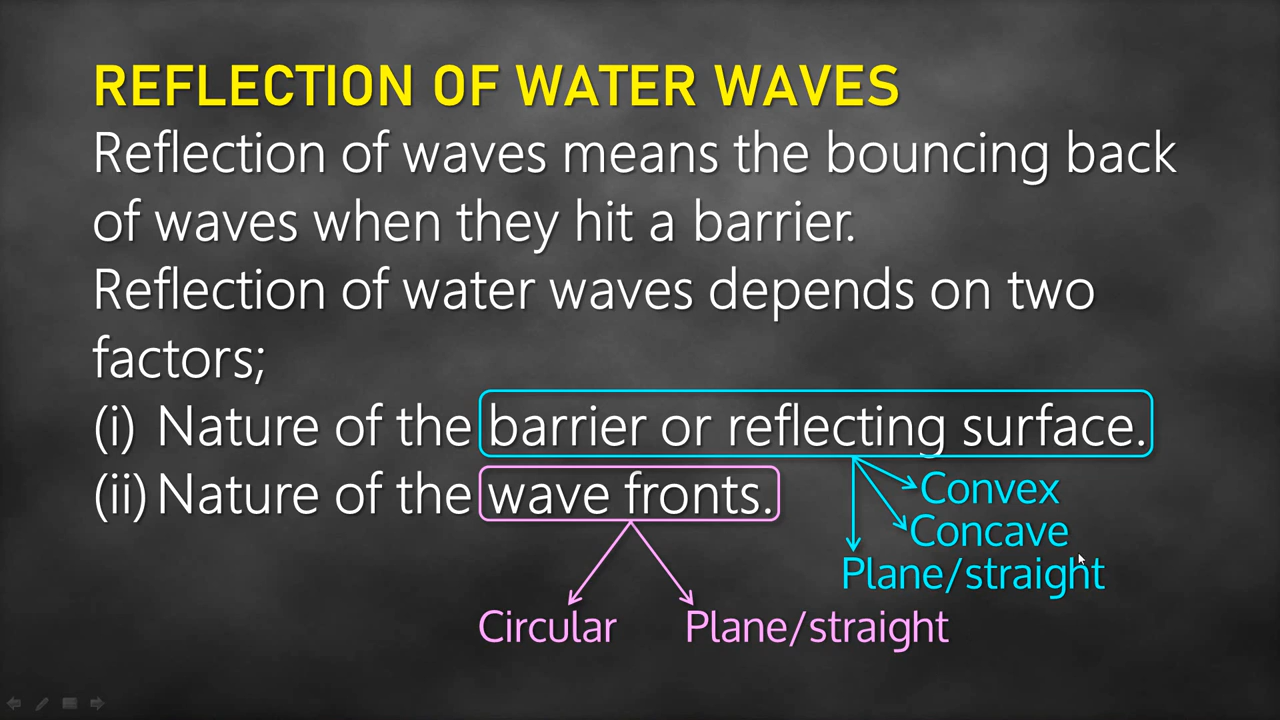 REFLECTION OF WATER WAVES
Reflection of waves means the bouncing back
of waves when they hit a barrier.
Reflection of water waves depends on two
factors;
(i) Nature of the barrier or reflecting surface.
(ii) Nature of the wave fronts.
Convex
Concave
Plane/straight
Circular
Plane/straight